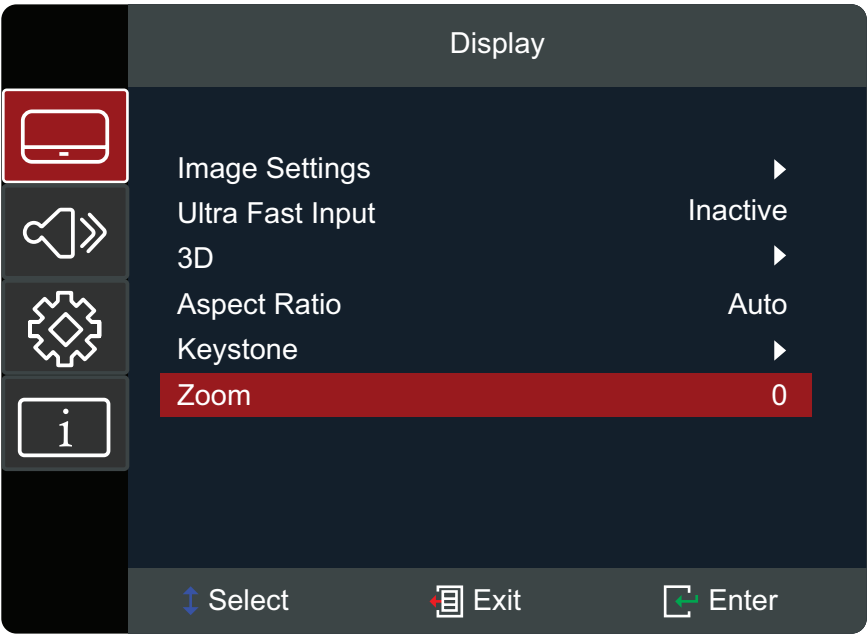 Display
Image Settings
Ultra Fast Input Inactive
3D
Aspect Ratio Auto
Keystone
Zoom 0
i
Select Exit Enter